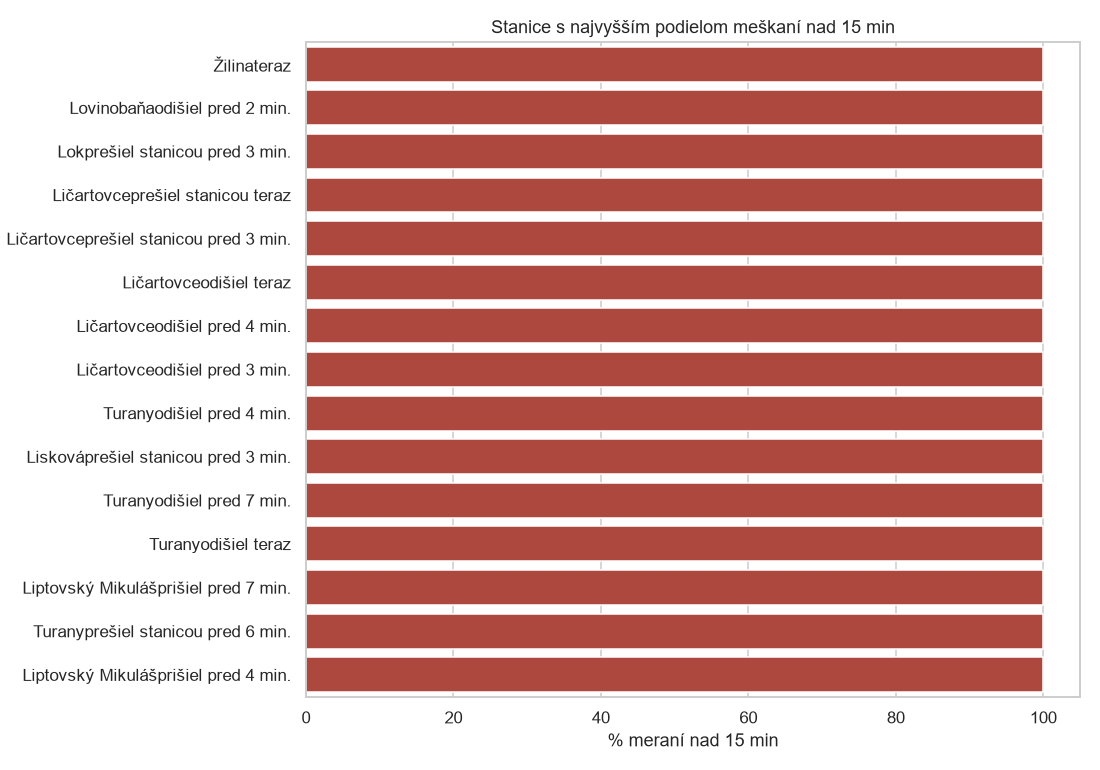 Stanice s najvyšším podielom meškaní nad 15 min
Žilinateraz
Lovinobaňaodišiel pred 2 min.
Lokprešiel stanicou pred 3 min.
Ličartovceprešiel stanicou teraz
Ličartovceprešiel stanicou pred 3 min.
Ličartovceodišiel teraz
Ličartovceodišiel pred 4 min.
Ličartovceodišiel pred 3 min.
Turanyodišiel pred 4 min.
Liskováprešiel stanicou pred 3 min.
Turanyodišiel pred 7 min.
Turanyodišiel teraz
Liptovský Mikulášprišiel pred 7 min.
Turanyprešiel stanicou pred 6 min.
Liptovský Mikulášprišiel pred 4 min.
0 20 40 60 80 100
% meraní nad 15 min